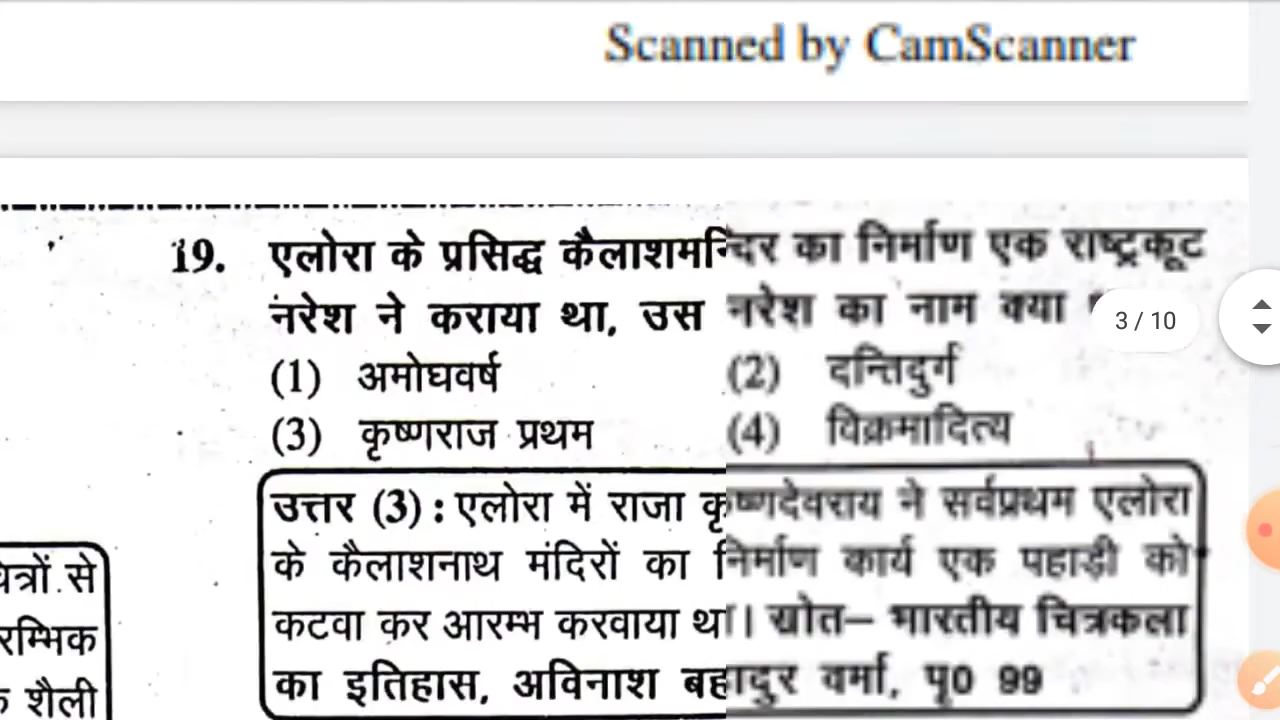 Scanned by CamScanner
19. एलोरा के प्रसिद्ध कैलाशमन्दिर का निर्माण एक राष्ट्रकूट
नरेश ने कराया था, उस नरेश का नाम क्या
3 / 10
(1) अमोघवर्ष (2) दन्तिदुर्ग
(3) कृष्णराज प्रथम (4) विक्रमादित्य
उत्तर (3) : एलोरा में राजा कृष्णदेवराय ने सर्वप्रथम एलोरा
के कैलाशनाथ मंदिरों का निर्माण कार्य एक पहाड़ी को
कटवा कर आरम्भ करवाया था। स्रोत– भारतीय चित्रकला
का इतिहास, अविनाश बहादुर वर्मा, पृ0 99
से
शैली